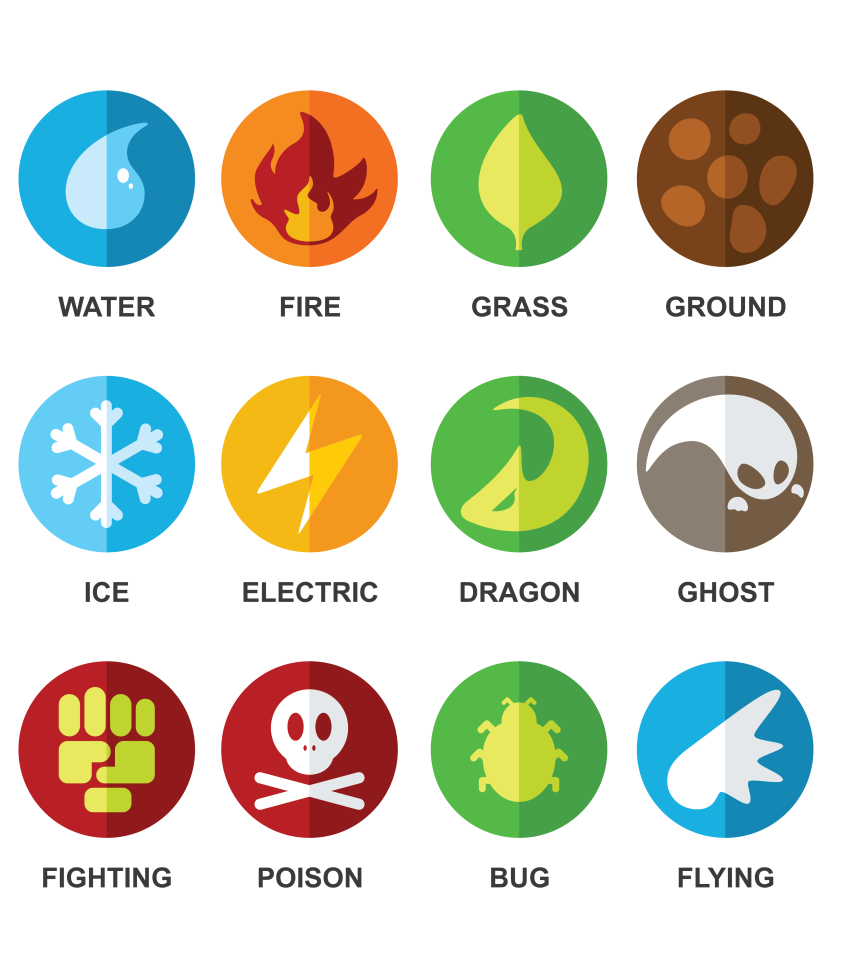 WATER
FIRE
GRASS
GROUND
ICE
ELECTRIC
DRAGON
GHOST
FIGHTING
POISON
BUG
FLYING